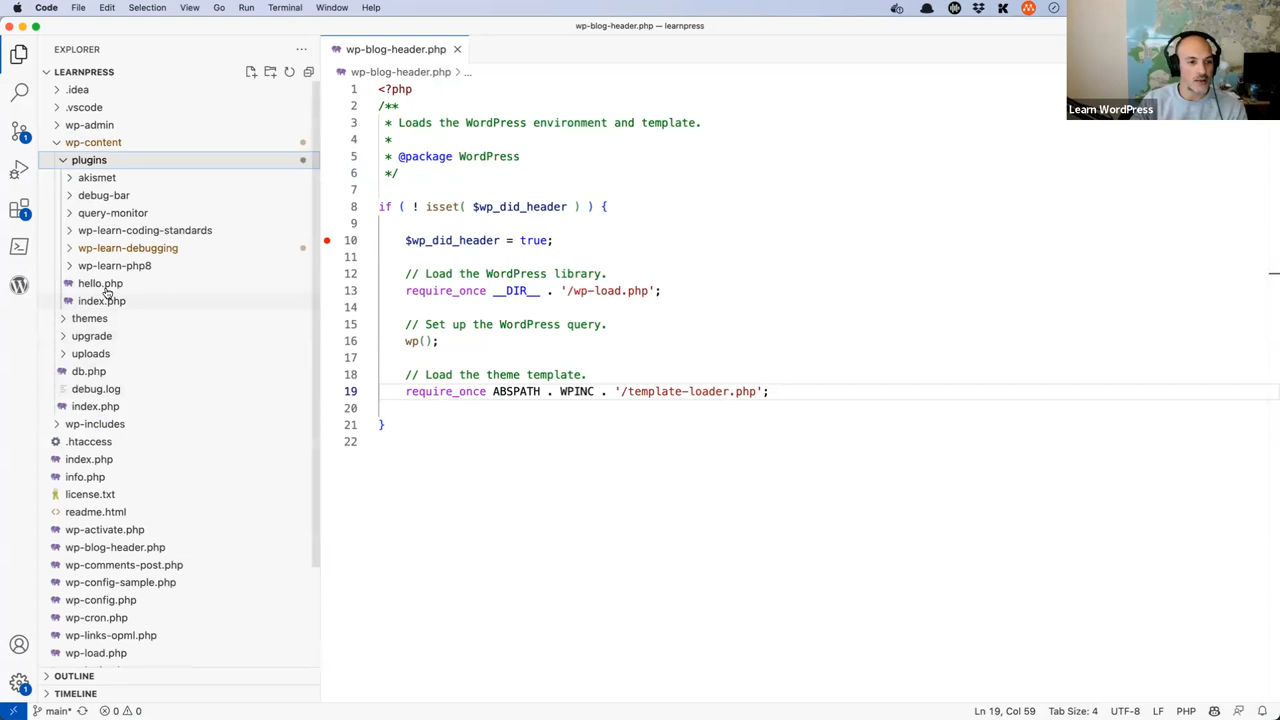 Code File Edit Selection View Go Run Terminal Window Help
wp-blog-header.php — learnpress
EXPLORER
LEARNPRESS
.idea
.vscode
wp-admin
wp-content
plugins
akismet
debug-bar
query-monitor
wp-learn-coding-standards
wp-learn-debugging
wp-learn-php8
hello.php
index.php
themes
upgrade
uploads
db.php
debug.log
index.php
wp-includes
.htaccess
index.php
info.php
license.txt
readme.html
wp-activate.php
wp-blog-header.php
wp-comments-post.php
wp-config-sample.php
wp-config.php
wp-cron.php
wp-links-opml.php
wp-load.php
OUTLINE
TIMELINE
1
1
1
wp-blog-header.php
wp-blog-header.php > ...
1 <?php
2 /**
3 * Loads the WordPress environment and template.
4 *
5 * @package WordPress
6 */
7
8 if ( ! isset( $wp_did_header ) ) {
9
10 $wp_did_header = true;
11
12 // Load the WordPress library.
13 require_once __DIR__ . '/wp-load.php';
14
15 // Set up the WordPress query.
16 wp();
17
18 // Load the theme template.
19 require_once ABSPATH . WPINC . '/template-loader.php';
20
21 }
22
Learn WordPress
main* 0 0
Ln 19, Col 59 Tab Size: 4 UTF-8 LF PHP